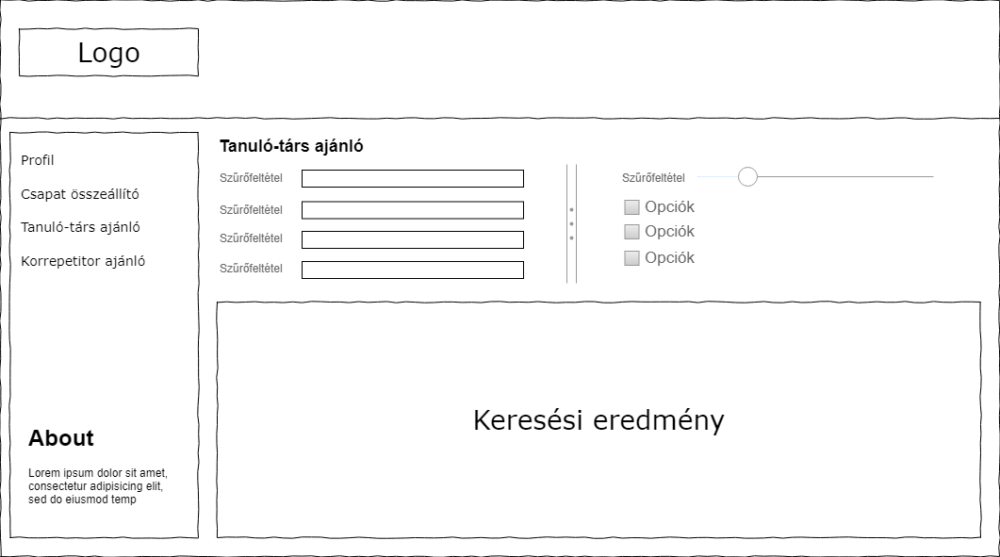 Logo
Profil
Csapat összeállító
Tanuló-társ ajánló
Korrepetitor ajánló
About
Lorem ipsum dolor sit amet,
consectetur adipisicing elit,
sed do eiusmod temp
Tanuló-társ ajánló
Szűrőfeltétel
Szűrőfeltétel
Szűrőfeltétel
Szűrőfeltétel
Szűrőfeltétel
Opciók
Opciók
Opciók
Keresési eredmény